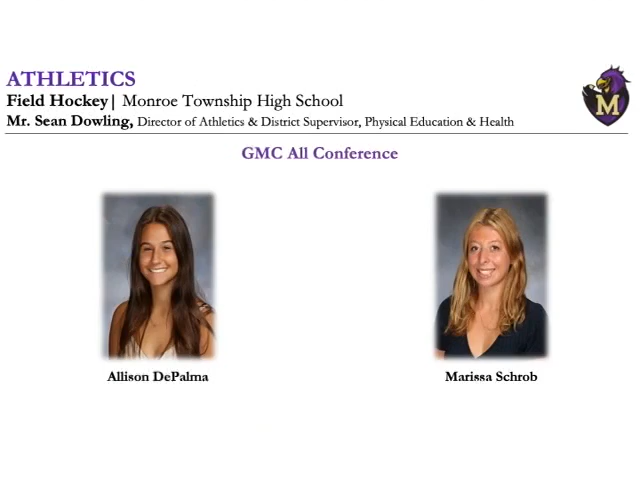 ATHLETICS
Field Hockey| Monroe Township High School
Mr. Sean Dowling, Director of Athletics & District Supervisor, Physical Education & Health
M
GMC All Conference
Allison DePalma
Marissa Schrob